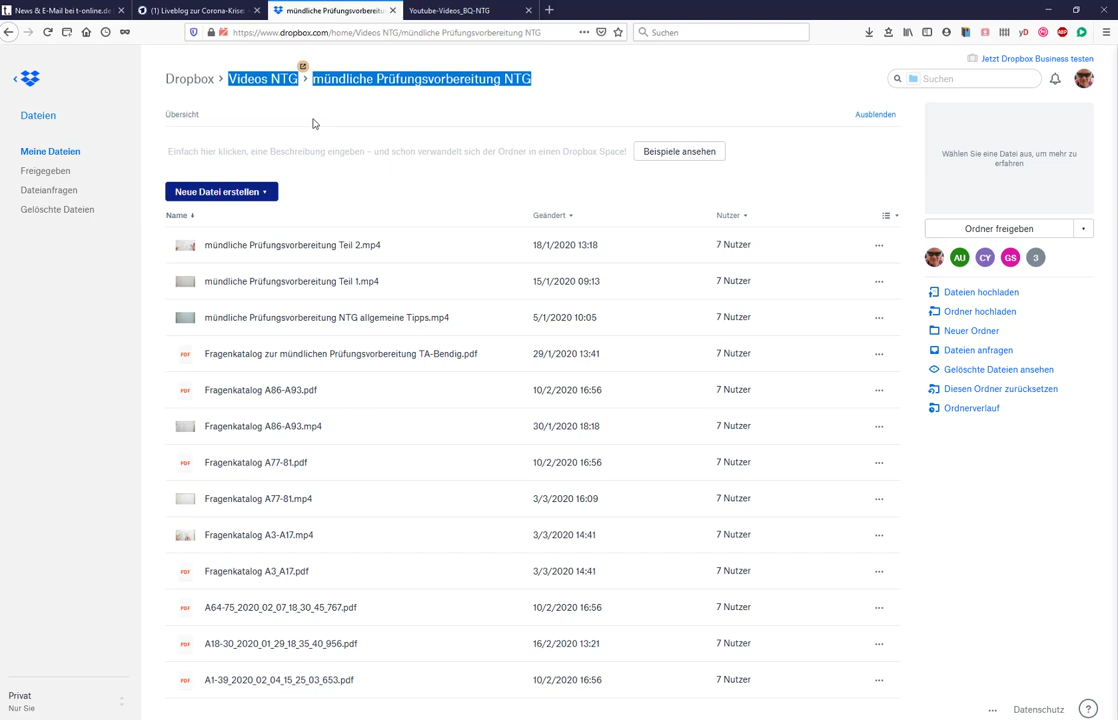 News & E-Mail bei t-online.de
(1) Liveblog zur Corona-Krise:
mündliche Prüfungsvorbereitu
Youtube-Videos_BQ-NTG
https://www.dropbox.com/home/Videos NTG/mündliche Prüfungsvorbereitung NTG
Suchen
Jetzt Dropbox Business testen
Dropbox › Videos NTG › mündliche Prüfungsvorbereitung NTG
Suchen
Dateien
Meine Dateien
Freigegeben
Dateianfragen
Gelöschte Dateien
Übersicht
Ausblenden
Einfach hier klicken, eine Beschreibung eingeben – und schon verwandelt sich der Ordner in einen Dropbox Space!
Beispiele ansehen
Neue Datei erstellen
Name
Geändert
Nutzer
mündliche Prüfungsvorbereitung Teil 2.mp4 18/1/2020 13:18 7 Nutzer
mündliche Prüfungsvorbereitung Teil 1.mp4 15/1/2020 09:13 7 Nutzer
mündliche Prüfungsvorbereitung NTG allgemeine Tipps.mp4 5/1/2020 10:05 7 Nutzer
PDF Fragenkatalog zur mündlichen Prüfungsvorbereitung TA-Bendig.pdf 29/1/2020 13:41 7 Nutzer
PDF Fragenkatalog A86-A93.pdf 10/2/2020 16:56 7 Nutzer
Fragenkatalog A86-A93.mp4 30/1/2020 18:18 7 Nutzer
PDF Fragenkatalog A77-81.pdf 10/2/2020 16:56 7 Nutzer
Fragenkatalog A77-81.mp4 3/3/2020 16:09 7 Nutzer
Fragenkatalog A3-A17.mp4 3/3/2020 14:41 7 Nutzer
PDF Fragenkatalog A3_A17.pdf 3/3/2020 14:41 7 Nutzer
PDF A64-75_2020_02_07_18_30_45_767.pdf 10/2/2020 16:56 7 Nutzer
PDF A18-30_2020_01_29_18_35_40_956.pdf 16/2/2020 13:21 7 Nutzer
PDF A1-39_2020_02_04_15_25_03_653.pdf 10/2/2020 16:56 7 Nutzer
Wählen Sie eine Datei aus, um mehr zu
erfahren
Ordner freigeben
AU CY GS 3
Dateien hochladen
Ordner hochladen
Neuer Ordner
Dateien anfragen
Gelöschte Dateien ansehen
Diesen Ordner zurücksetzen
Ordnerverlauf
Privat
Nur Sie
Datenschutz
?